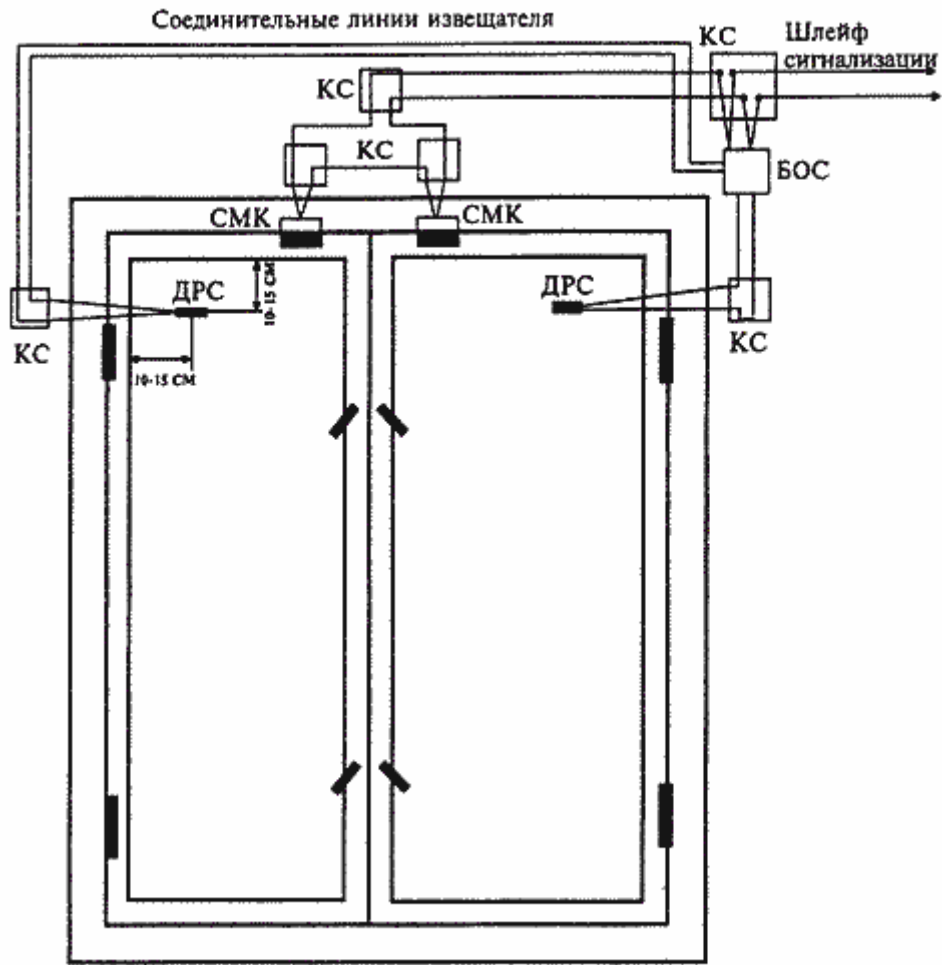 Соединительные линии извещателя
КС
Шлейф
сигнализации
КС
КС
БОС
СМК
СМК
ДРС
10-15 СМ
ДРС
КС
КС
10-15 СМ